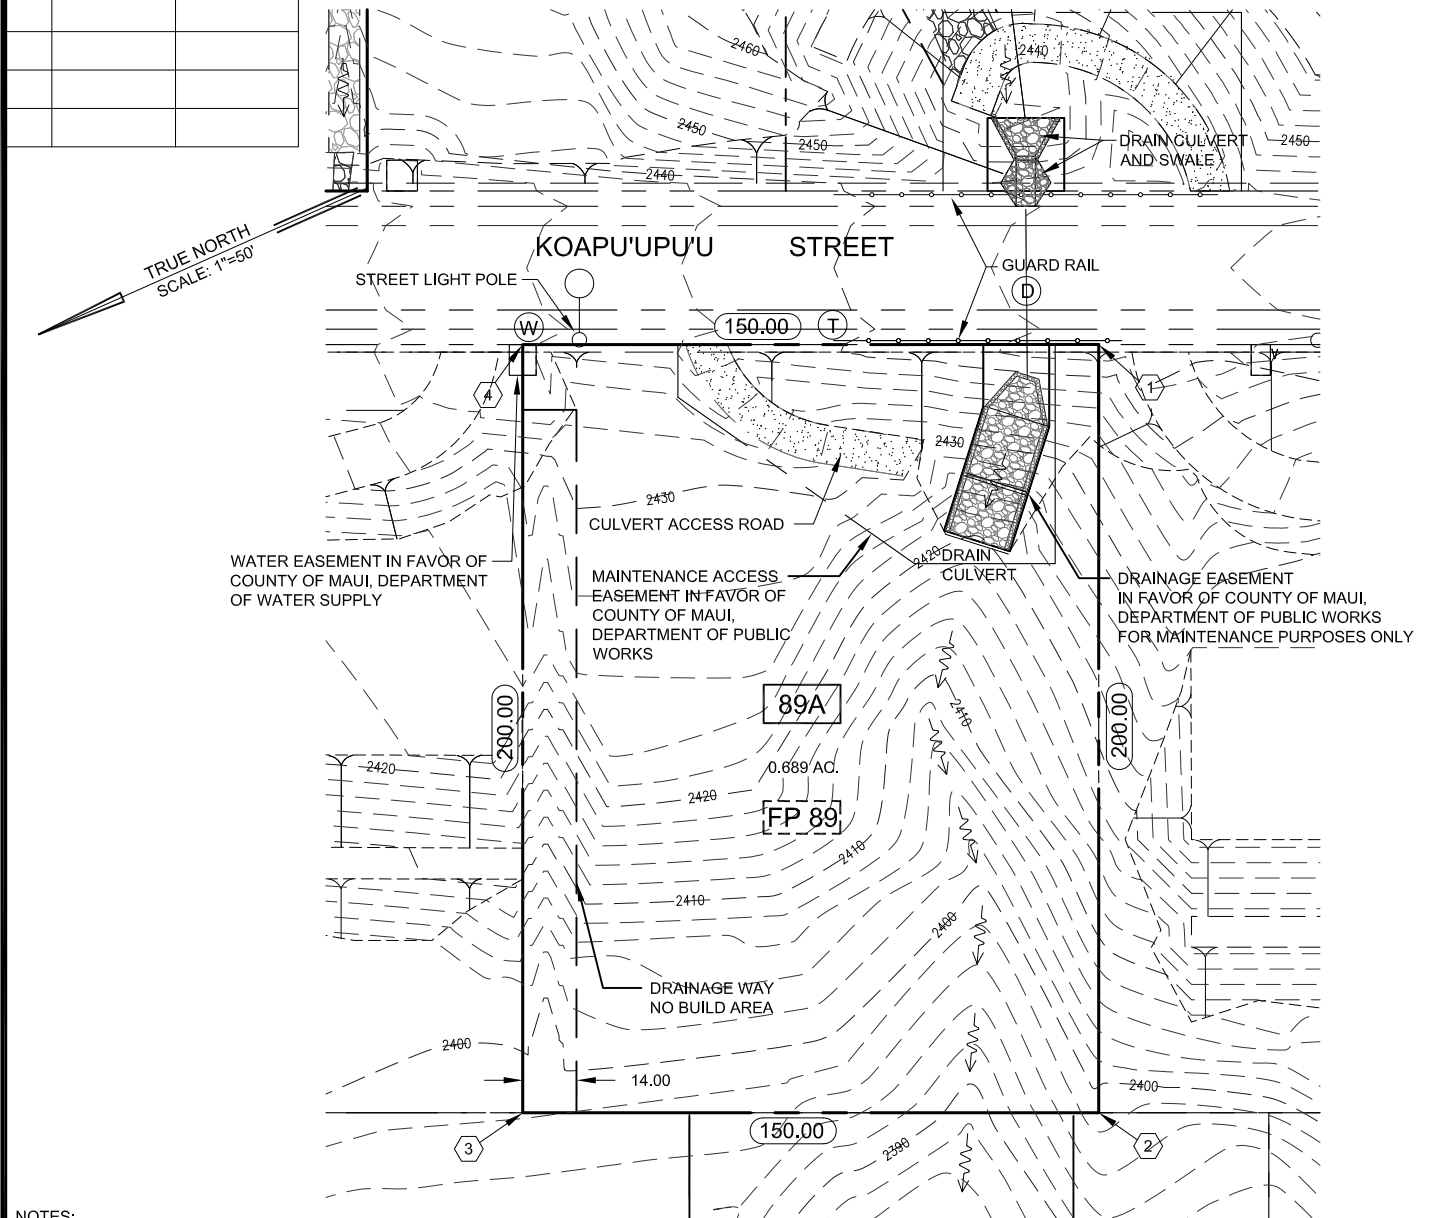 2460
2440
2450
2450
2450
2440
DRAIN CULVERT
AND SWALE
TRUE NORTH
SCALE: 1"=50'
KOAPU'UPU'U STREET
STREET LIGHT POLE
GUARD RAIL
D
W
150.00
T
4
1
2430
2430
CULVERT ACCESS ROAD
2420
DRAIN
CULVERT
WATER EASEMENT IN FAVOR OF
COUNTY OF MAUI, DEPARTMENT
OF WATER SUPPLY
MAINTENANCE ACCESS
EASEMENT IN FAVOR OF
COUNTY OF MAUI,
DEPARTMENT OF PUBLIC
WORKS
DRAINAGE EASEMENT
IN FAVOR OF COUNTY OF MAUI,
DEPARTMENT OF PUBLIC WORKS
FOR MAINTENANCE PURPOSES ONLY
200.00
89A
2410
200.00
2420
0.689 AC.
2420
FP 89
2410
2410
2400
DRAINAGE WAY
NO BUILD AREA
2400
14.00
2400
3
150.00
2390
2
NOTES: